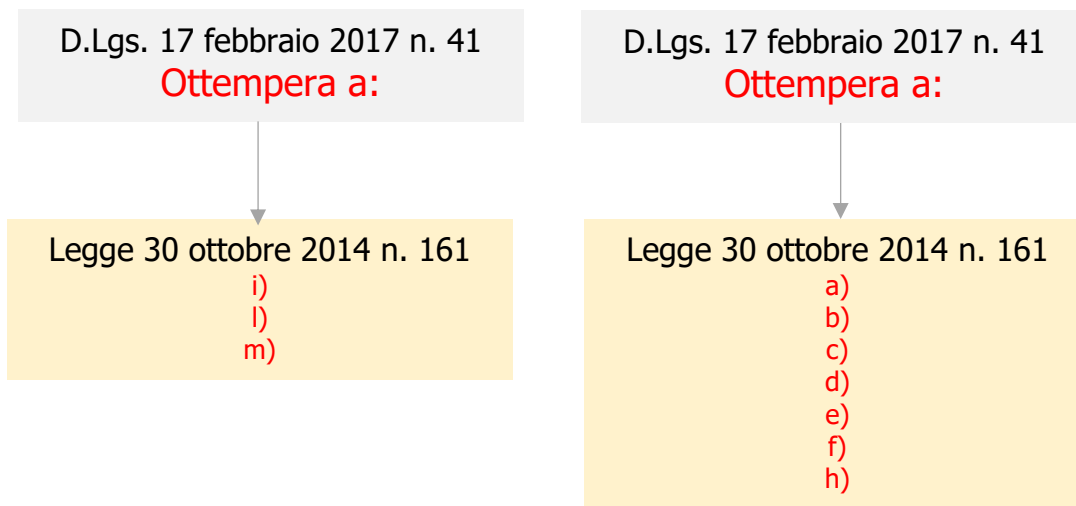 D.Lgs. 17 febbraio 2017 n. 41
Ottempera a:
Legge 30 ottobre 2014 n. 161
i)
l)
m)
D.Lgs. 17 febbraio 2017 n. 41
Ottempera a:
Legge 30 ottobre 2014 n. 161
a)
b)
c)
d)
e)
f)
h)